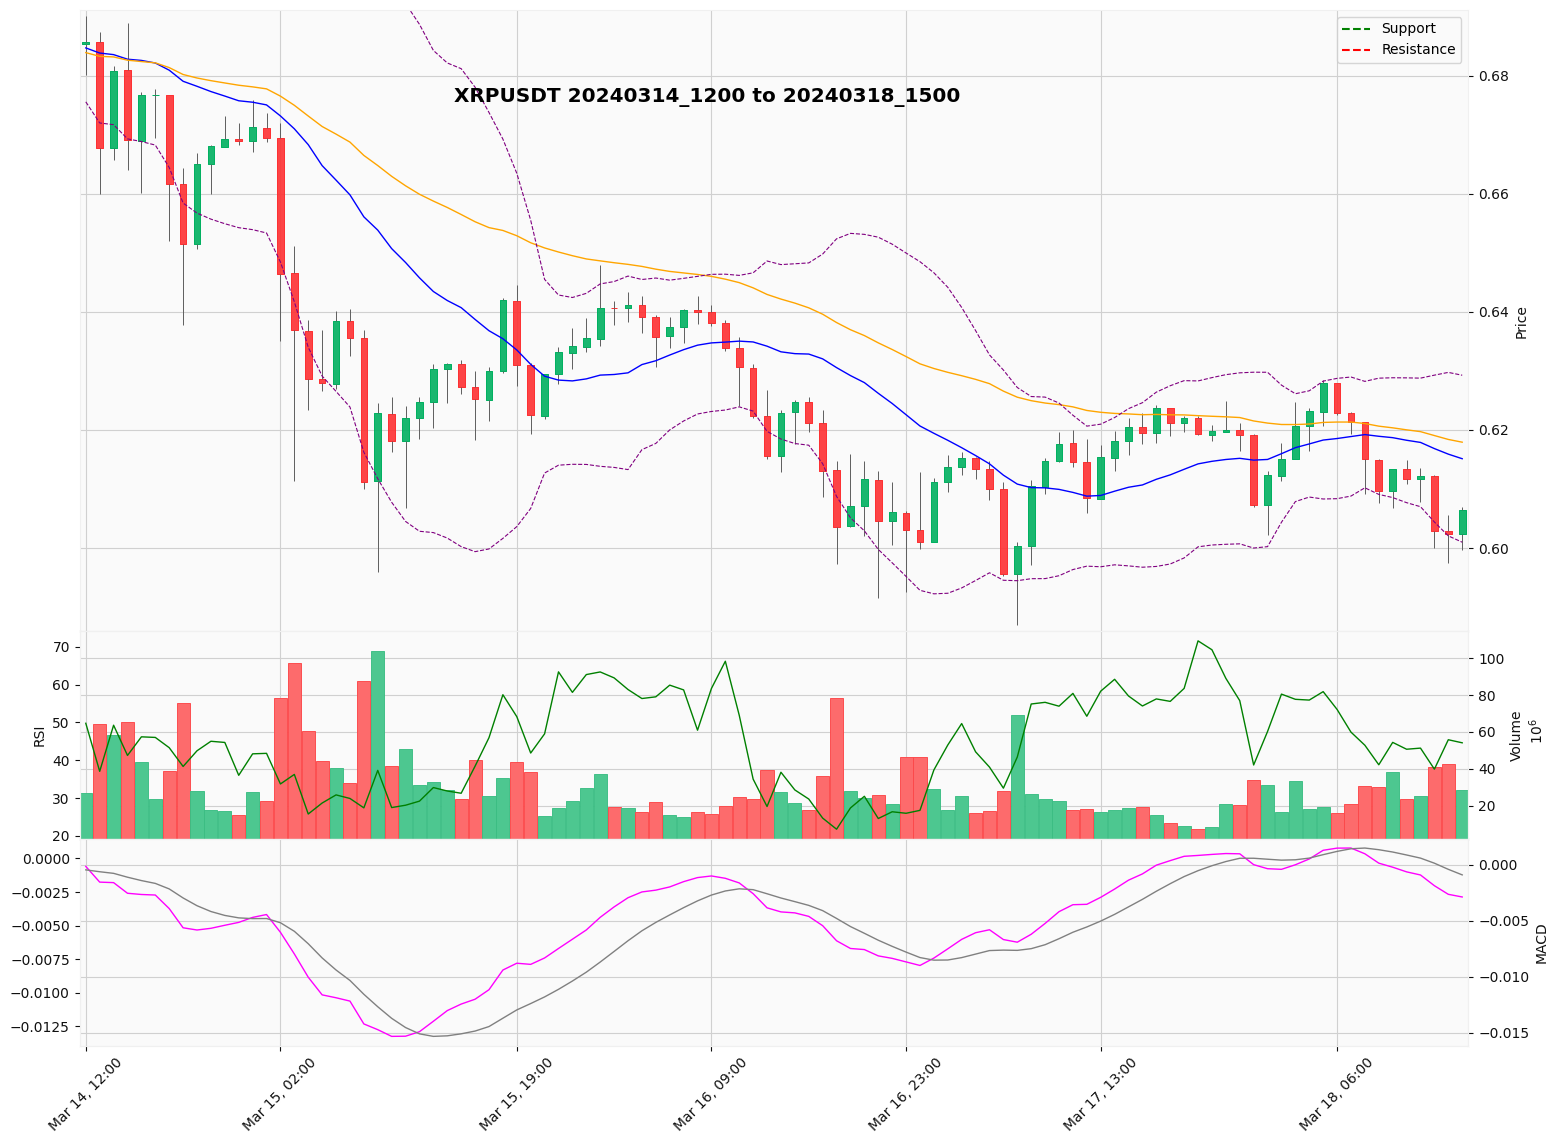 XRPUSDT 20240314_1200 to 20240318_1500
Support
Resistance
0.68
0.66
0.64
0.62
0.60
Price
70
60
50
40
30
20
RSI
100
80
60
40
20
Volume
10^6
0.0000
−0.0025
−0.0050
−0.0075
−0.0100
−0.0125
0.000
−0.005
−0.010
−0.015
MACD
Mar 14, 12:00
Mar 15, 02:00
Mar 15, 19:00
Mar 16, 09:00
Mar 16, 23:00
Mar 17, 13:00
Mar 18, 06:00